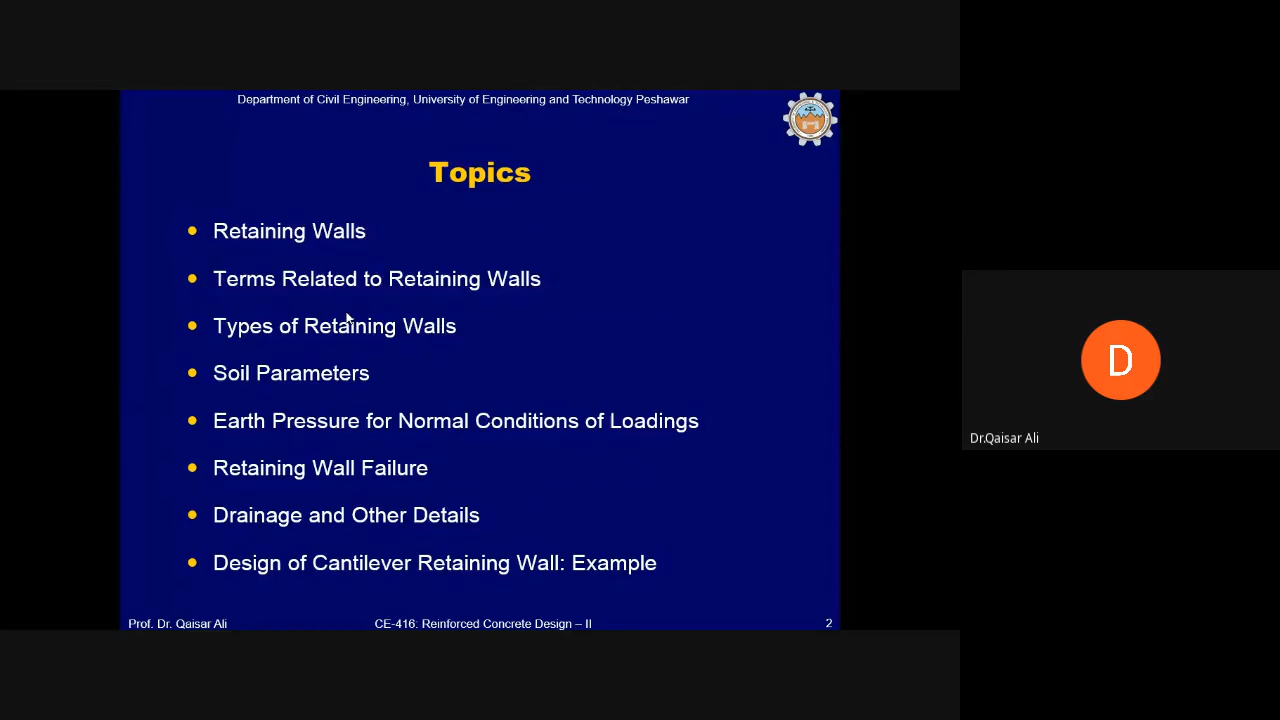 Department of Civil Engineering, University of Engineering and Technology Peshawar
Topics
Retaining Walls
Terms Related to Retaining Walls
Types of Retaining Walls
Soil Parameters
Earth Pressure for Normal Conditions of Loadings
Retaining Wall Failure
Drainage and Other Details
Design of Cantilever Retaining Wall: Example
Prof. Dr. Qaisar Ali
CE-416: Reinforced Concrete Design – II
2
D
Dr.Qaisar Ali